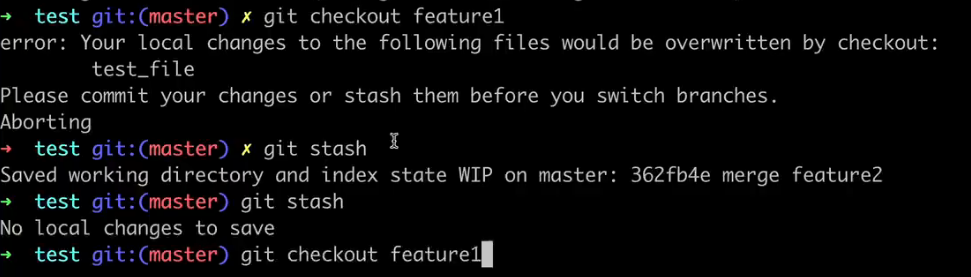 ➜ test git:(master) ✗ git checkout feature1
error: Your local changes to the following files would be overwritten by checkout:
test_file
Please commit your changes or stash them before you switch branches.
Aborting
➜ test git:(master) ✗ git stash
Saved working directory and index state WIP on master: 362fb4e merge feature2
➜ test git:(master) git stash
No local changes to save
➜ test git:(master) git checkout feature1